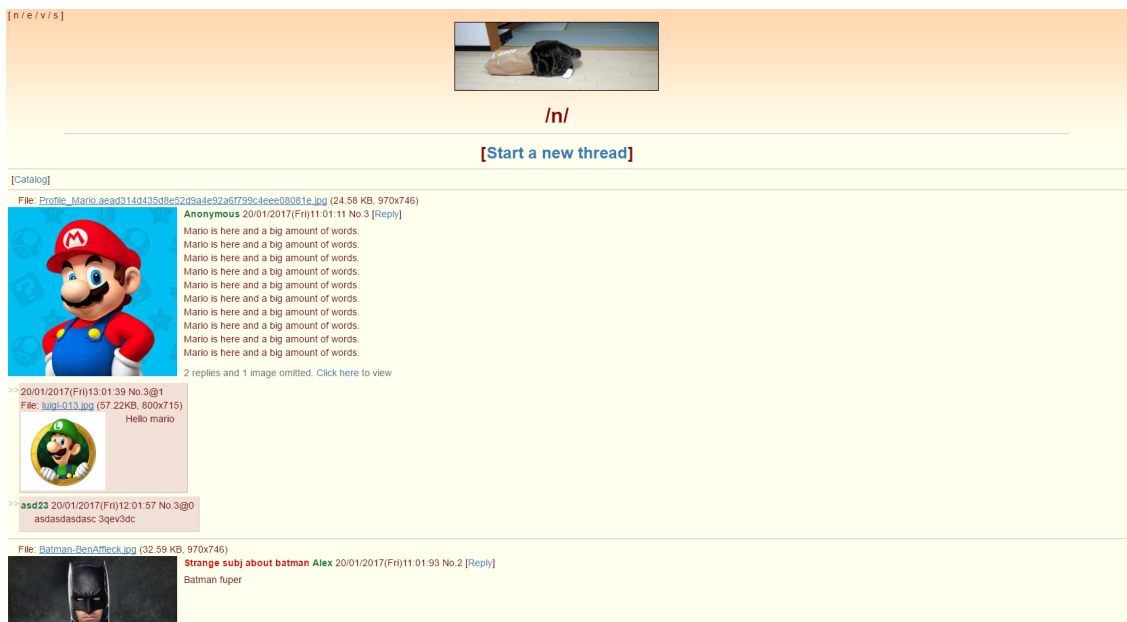 [ n / e / v / s ]
/n/
[Start a new thread]
[Catalog]
File: Profile_Mario.aead314d435d8e52d9a4e92a6f799c4eee08081e.jpg (24.58 KB, 970x746)
Anonymous 20/01/2017(Fri)11:01:11 No.3 [Reply]
Mario is here and a big amount of words.
Mario is here and a big amount of words.
Mario is here and a big amount of words.
Mario is here and a big amount of words.
Mario is here and a big amount of words.
Mario is here and a big amount of words.
Mario is here and a big amount of words.
Mario is here and a big amount of words.
Mario is here and a big amount of words.
Mario is here and a big amount of words.
2 replies and 1 image omitted. Click here to view
>> 20/01/2017(Fri)13:01:39 No.3@1
File: luigi-013.jpg (57.22KB, 800x715)
Hello mario
>> asd23 20/01/2017(Fri)12:01:57 No.3@0
asdasdasdasc 3qev3dc
File: Batman-BenAffleck.jpg (32.59 KB, 970x746)
Strange subj about batman Alex 20/01/2017(Fri)11:01:93 No.2 [Reply]
Batman fuper